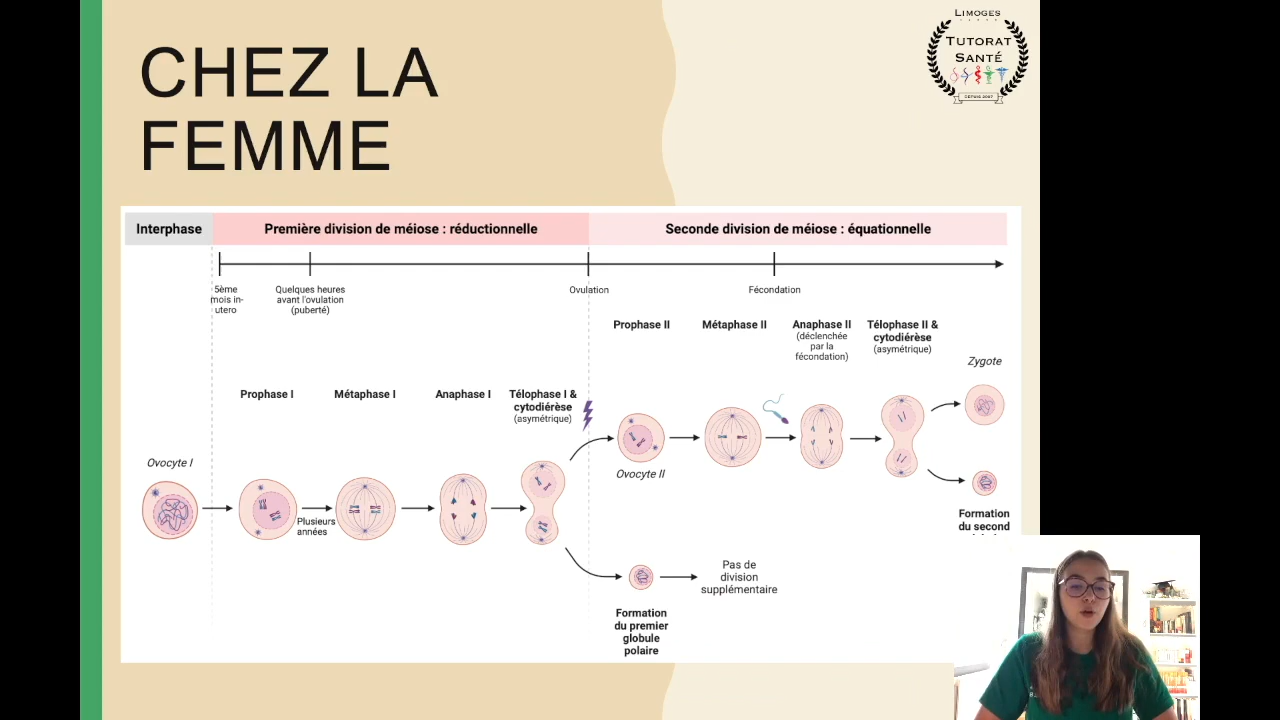 CHEZ LA
FEMME
LIMOGES
TUTORAT
SANTÉ
DEPUIS 2007
Interphase
Première division de méiose : réductionnelle
Seconde division de méiose : équationnelle
5ème
mois in-
utero
Quelques heures
avant l'ovulation
(puberté)
Ovulation
Fécondation
Prophase II
Métaphase II
Anaphase II
(déclenchée
par la
fécondation)
Télophase II &
cytodiérèse
(asymétrique)
Zygote
Prophase I
Métaphase I
Anaphase I
Télophase I &
cytodiérèse
(asymétrique)
Ovocyte I
Ovocyte II
Plusieurs
années
Formation
du second
Pas de
division
supplémentaire
Formation
du premier
globule
polaire